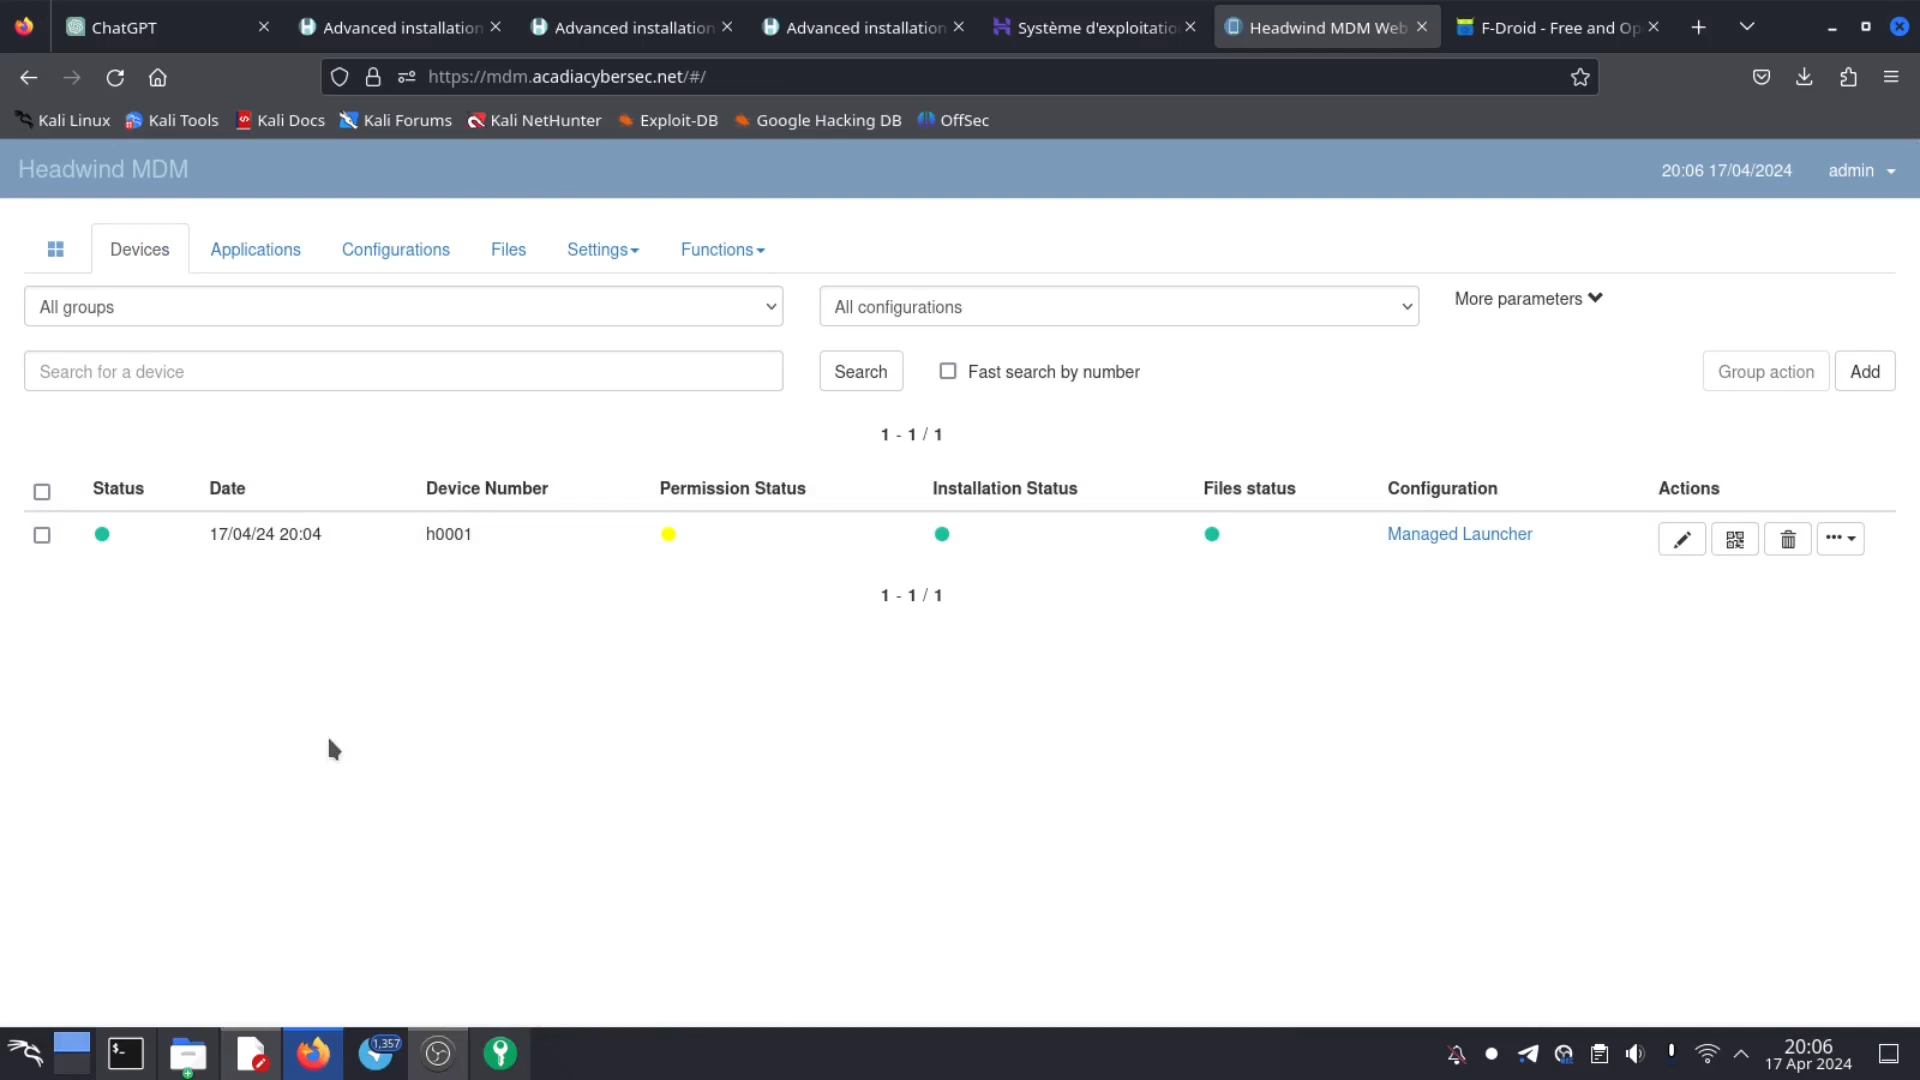 ChatGPT
Advanced installation
Advanced installation
Advanced installation
Système d'exploitatio
Headwind MDM Web
F-Droid - Free and Op
https://mdm.acadiacybersec.net/#/
Kali Linux
Kali Tools
Kali Docs
Kali Forums
Kali NetHunter
Exploit-DB
Google Hacking DB
OffSec
Headwind MDM
20:06 17/04/2024
admin
Devices
Applications
Configurations
Files
Settings
Functions
All groups
All configurations
More parameters
Search for a device
Search
Fast search by number
Group action
Add
1 - 1 / 1
Status Date Device Number Permission Status Installation Status Files status Configuration Actions
17/04/24 20:04 h0001 Managed Launcher
1 - 1 / 1
1,357
20:06
17 Apr 2024